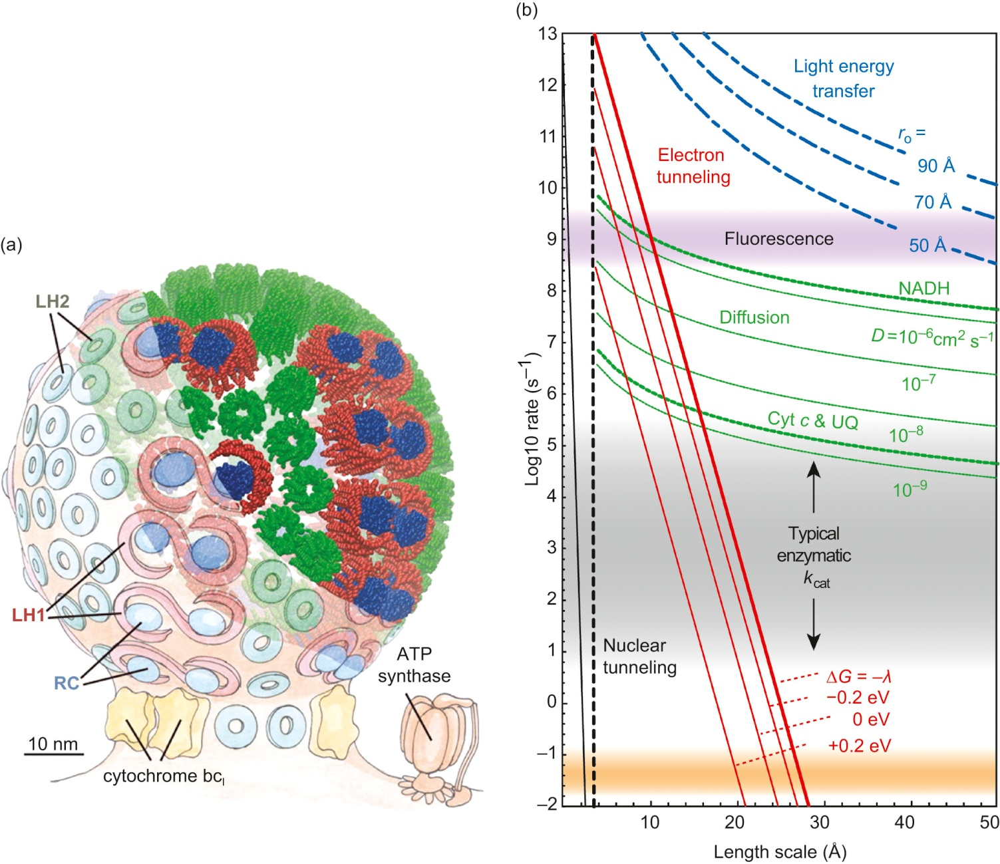 (a)
LH2
LH1
RC
10 nm
cytochrome bc₁
ATP
synthase
(b)
Log10 rate (s⁻¹)
13
12
11
10
9
8
7
6
5
4
3
2
1
0
–1
–2
10
20
30
40
50
Length scale (Å)
Light energy
transfer
rₒ =
90 Å
70 Å
50 Å
Electron
tunneling
Fluorescence
NADH
Diffusion
D=10⁻⁶cm² s⁻¹
10⁻⁷
Cyt c & UQ
10⁻⁸
10⁻⁹
Typical
enzymatic
k_cat
Nuclear
tunneling
ΔG = –λ
–0.2 eV
0 eV
+0.2 eV